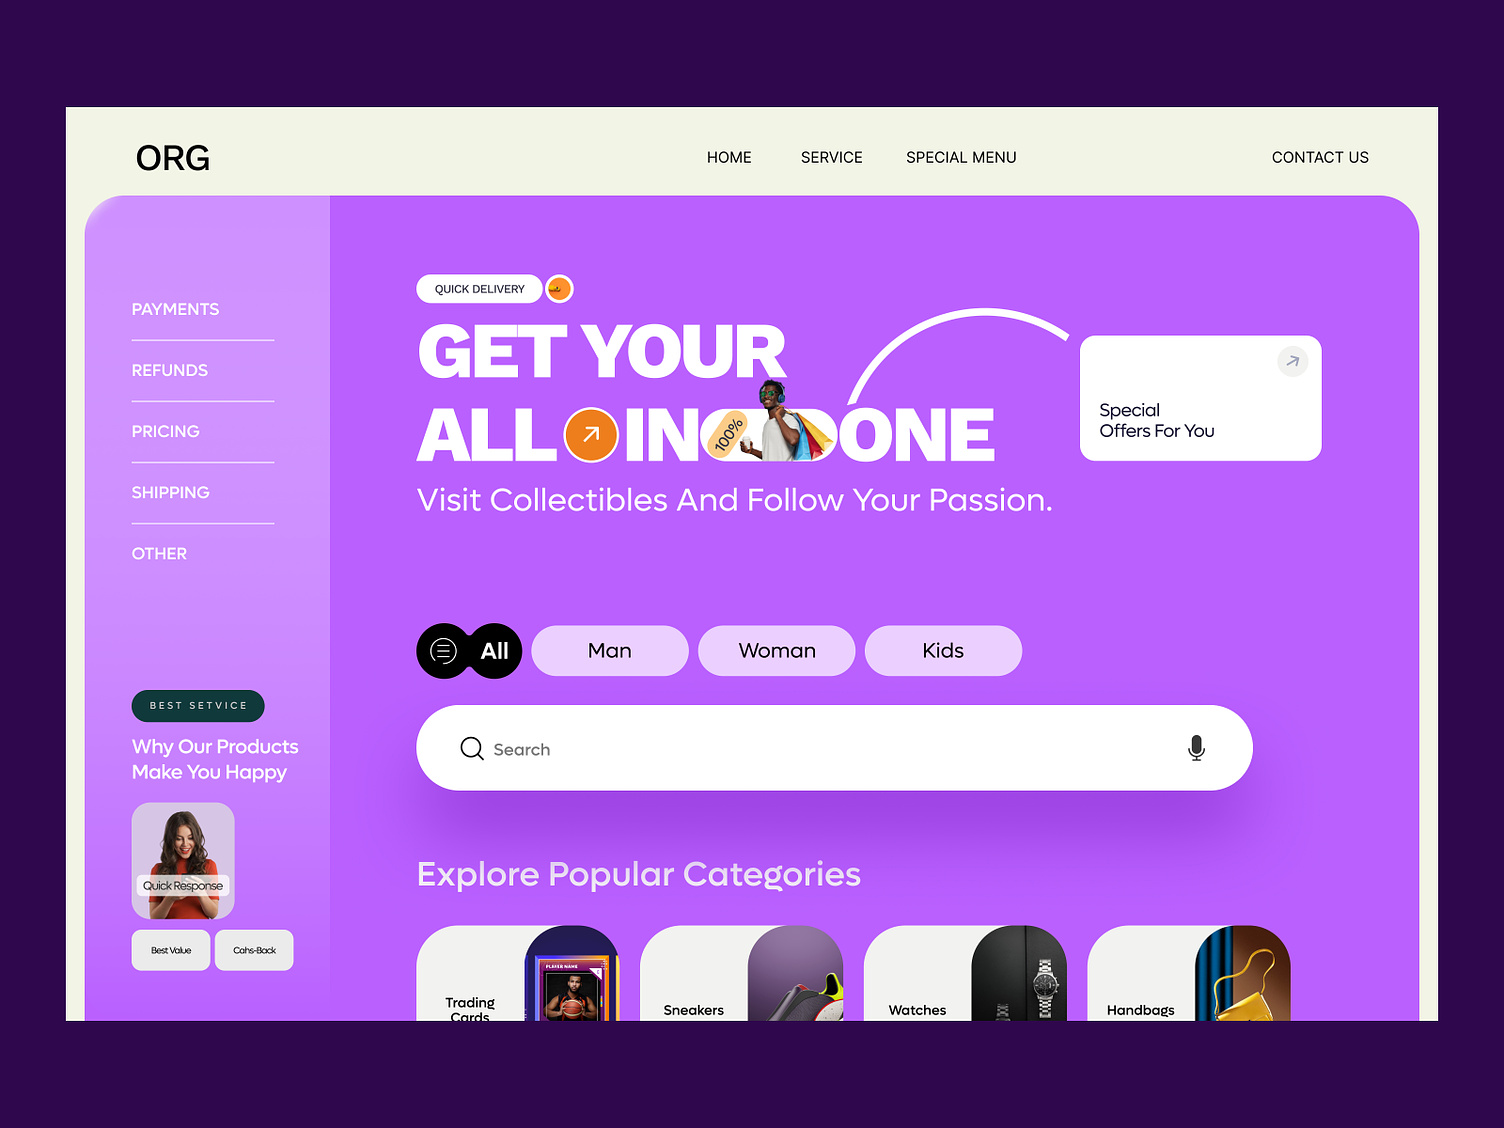 ORG
HOME
SERVICE
SPECIAL MENU
CONTACT US
PAYMENTS
REFUNDS
PRICING
SHIPPING
OTHER
BEST SETVICE
Why Our Products
Make You Happy
Quick Response
Best Value
Cahs-Back
QUICK DELIVERY
GET YOUR
ALL IN 100% ONE
Visit Collectibles And Follow Your Passion.
Special
Offers For You
All
Man
Woman
Kids
Search
Explore Popular Categories
Trading
Cards
PLAYER NAME
Sneakers
Watches
Handbags